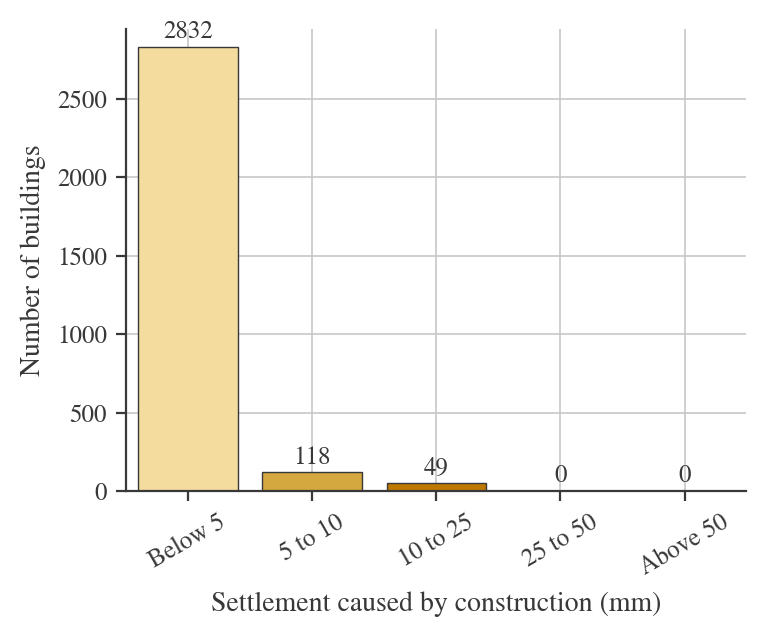 2832
2500
2000
1500
1000
500
0
118
49
0
0
Number of buildings
Below 5
5 to 10
10 to 25
25 to 50
Above 50
Settlement caused by construction (mm)